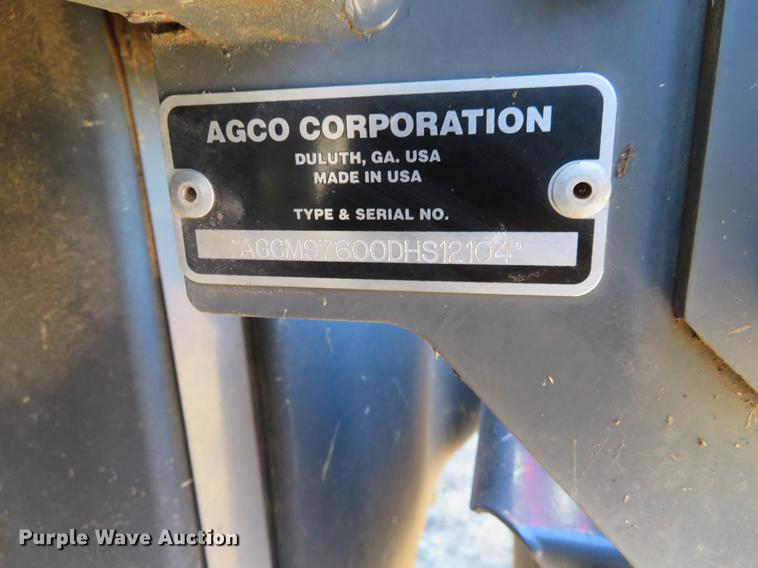 AGCO CORPORATION
DULUTH, GA. USA
MADE IN USA
TYPE & SERIAL NO.
*AGCM97600DHS12104*
Purple Wave Auction®